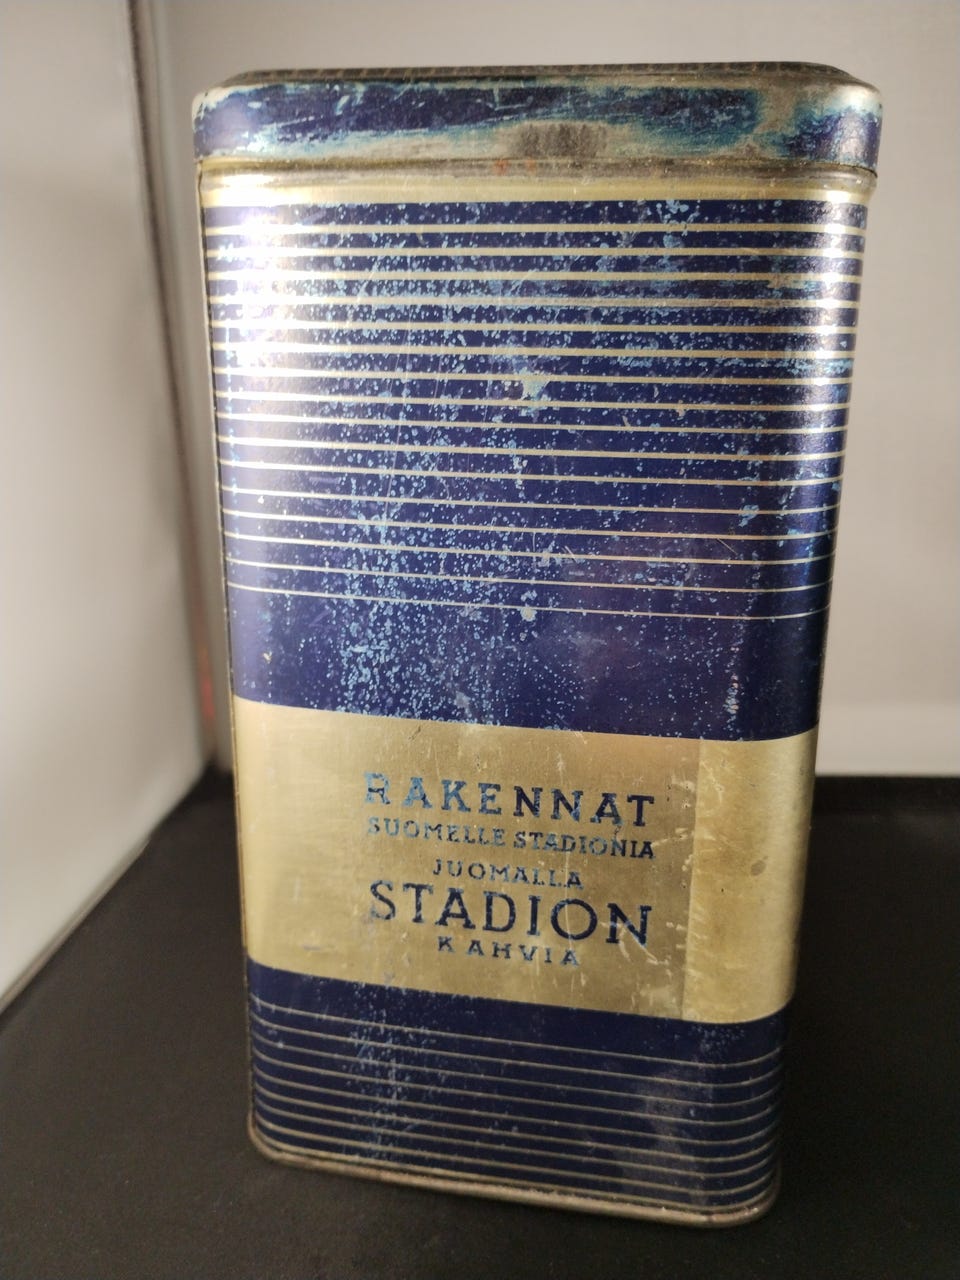 RAKENNAT
SUOMELLE STADIONIA
JUOMALLA
STADION
KAHVIA